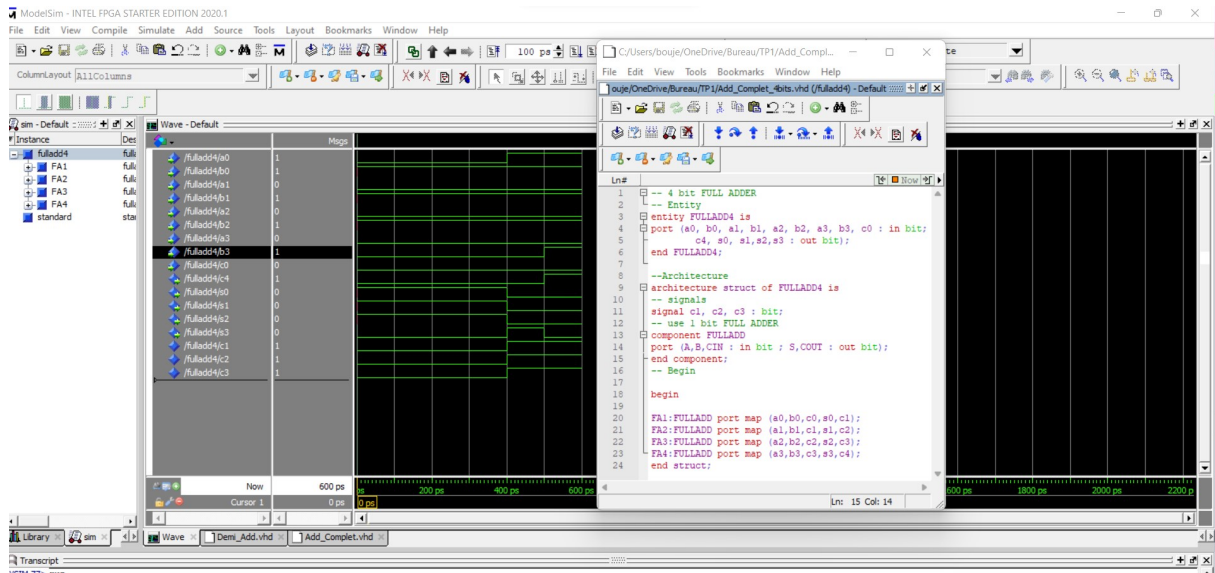 ModelSim - INTEL FPGA STARTER EDITION 2020.1
File Edit View Compile Simulate Add Source Tools Layout Bookmarks Window Help
100 ps
ColumnLayout AllColumns
sim - Default
Instance
fulladd4
FA1
FA2
FA3
FA4
standard
Wave - Default
Msgs
/fulladd4/a0 1
/fulladd4/b0 1
/fulladd4/a1 0
/fulladd4/b1 1
/fulladd4/a2 0
/fulladd4/b2 1
/fulladd4/a3 0
/fulladd4/b3 1
/fulladd4/c0 0
/fulladd4/c4 1
/fulladd4/s0 0
/fulladd4/s1 0
/fulladd4/s2 0
/fulladd4/s3 0
/fulladd4/c1 1
/fulladd4/c2 1
/fulladd4/c3 1
Now 600 ps
Cursor 1 0 ps
200 ps 400 ps 600 ps
0 ps
600 ps 1800 ps 2000 ps 2200 p
Library sim Wave Demi_Add.vhd Add_Complet.vhd
Transcript
C:/Users/bouje/OneDrive/Bureau/TP1/Add_Compl...
File Edit View Tools Bookmarks Window Help
ouje/OneDrive/Bureau/TP1/Add_Complet_4bits.vhd (/fulladd4) - Default
Ln# Now
1 -- 4 bit FULL ADDER
2 -- Entity
3 entity FULLADD4 is
4 port (a0, b0, a1, b1, a2, b2, a3, b3, c0 : in bit;
5 c4, s0, s1,s2,s3 : out bit);
6 end FULLADD4;
7
8 --Architecture
9 architecture struct of FULLADD4 is
10 -- signals
11 signal c1, c2, c3 : bit;
12 -- use 1 bit FULL ADDER
13 component FULLADD
14 port (A,B,CIN : in bit ; S,COUT : out bit);
15 end component;
16 -- Begin
17
18 begin
19
20 FA1:FULLADD port map (a0,b0,c0,s0,c1);
21 FA2:FULLADD port map (a1,b1,c1,s1,c2);
22 FA3:FULLADD port map (a2,b2,c2,s2,c3);
23 FA4:FULLADD port map (a3,b3,c3,s3,c4);
24 end struct;
Ln: 15 Col: 14